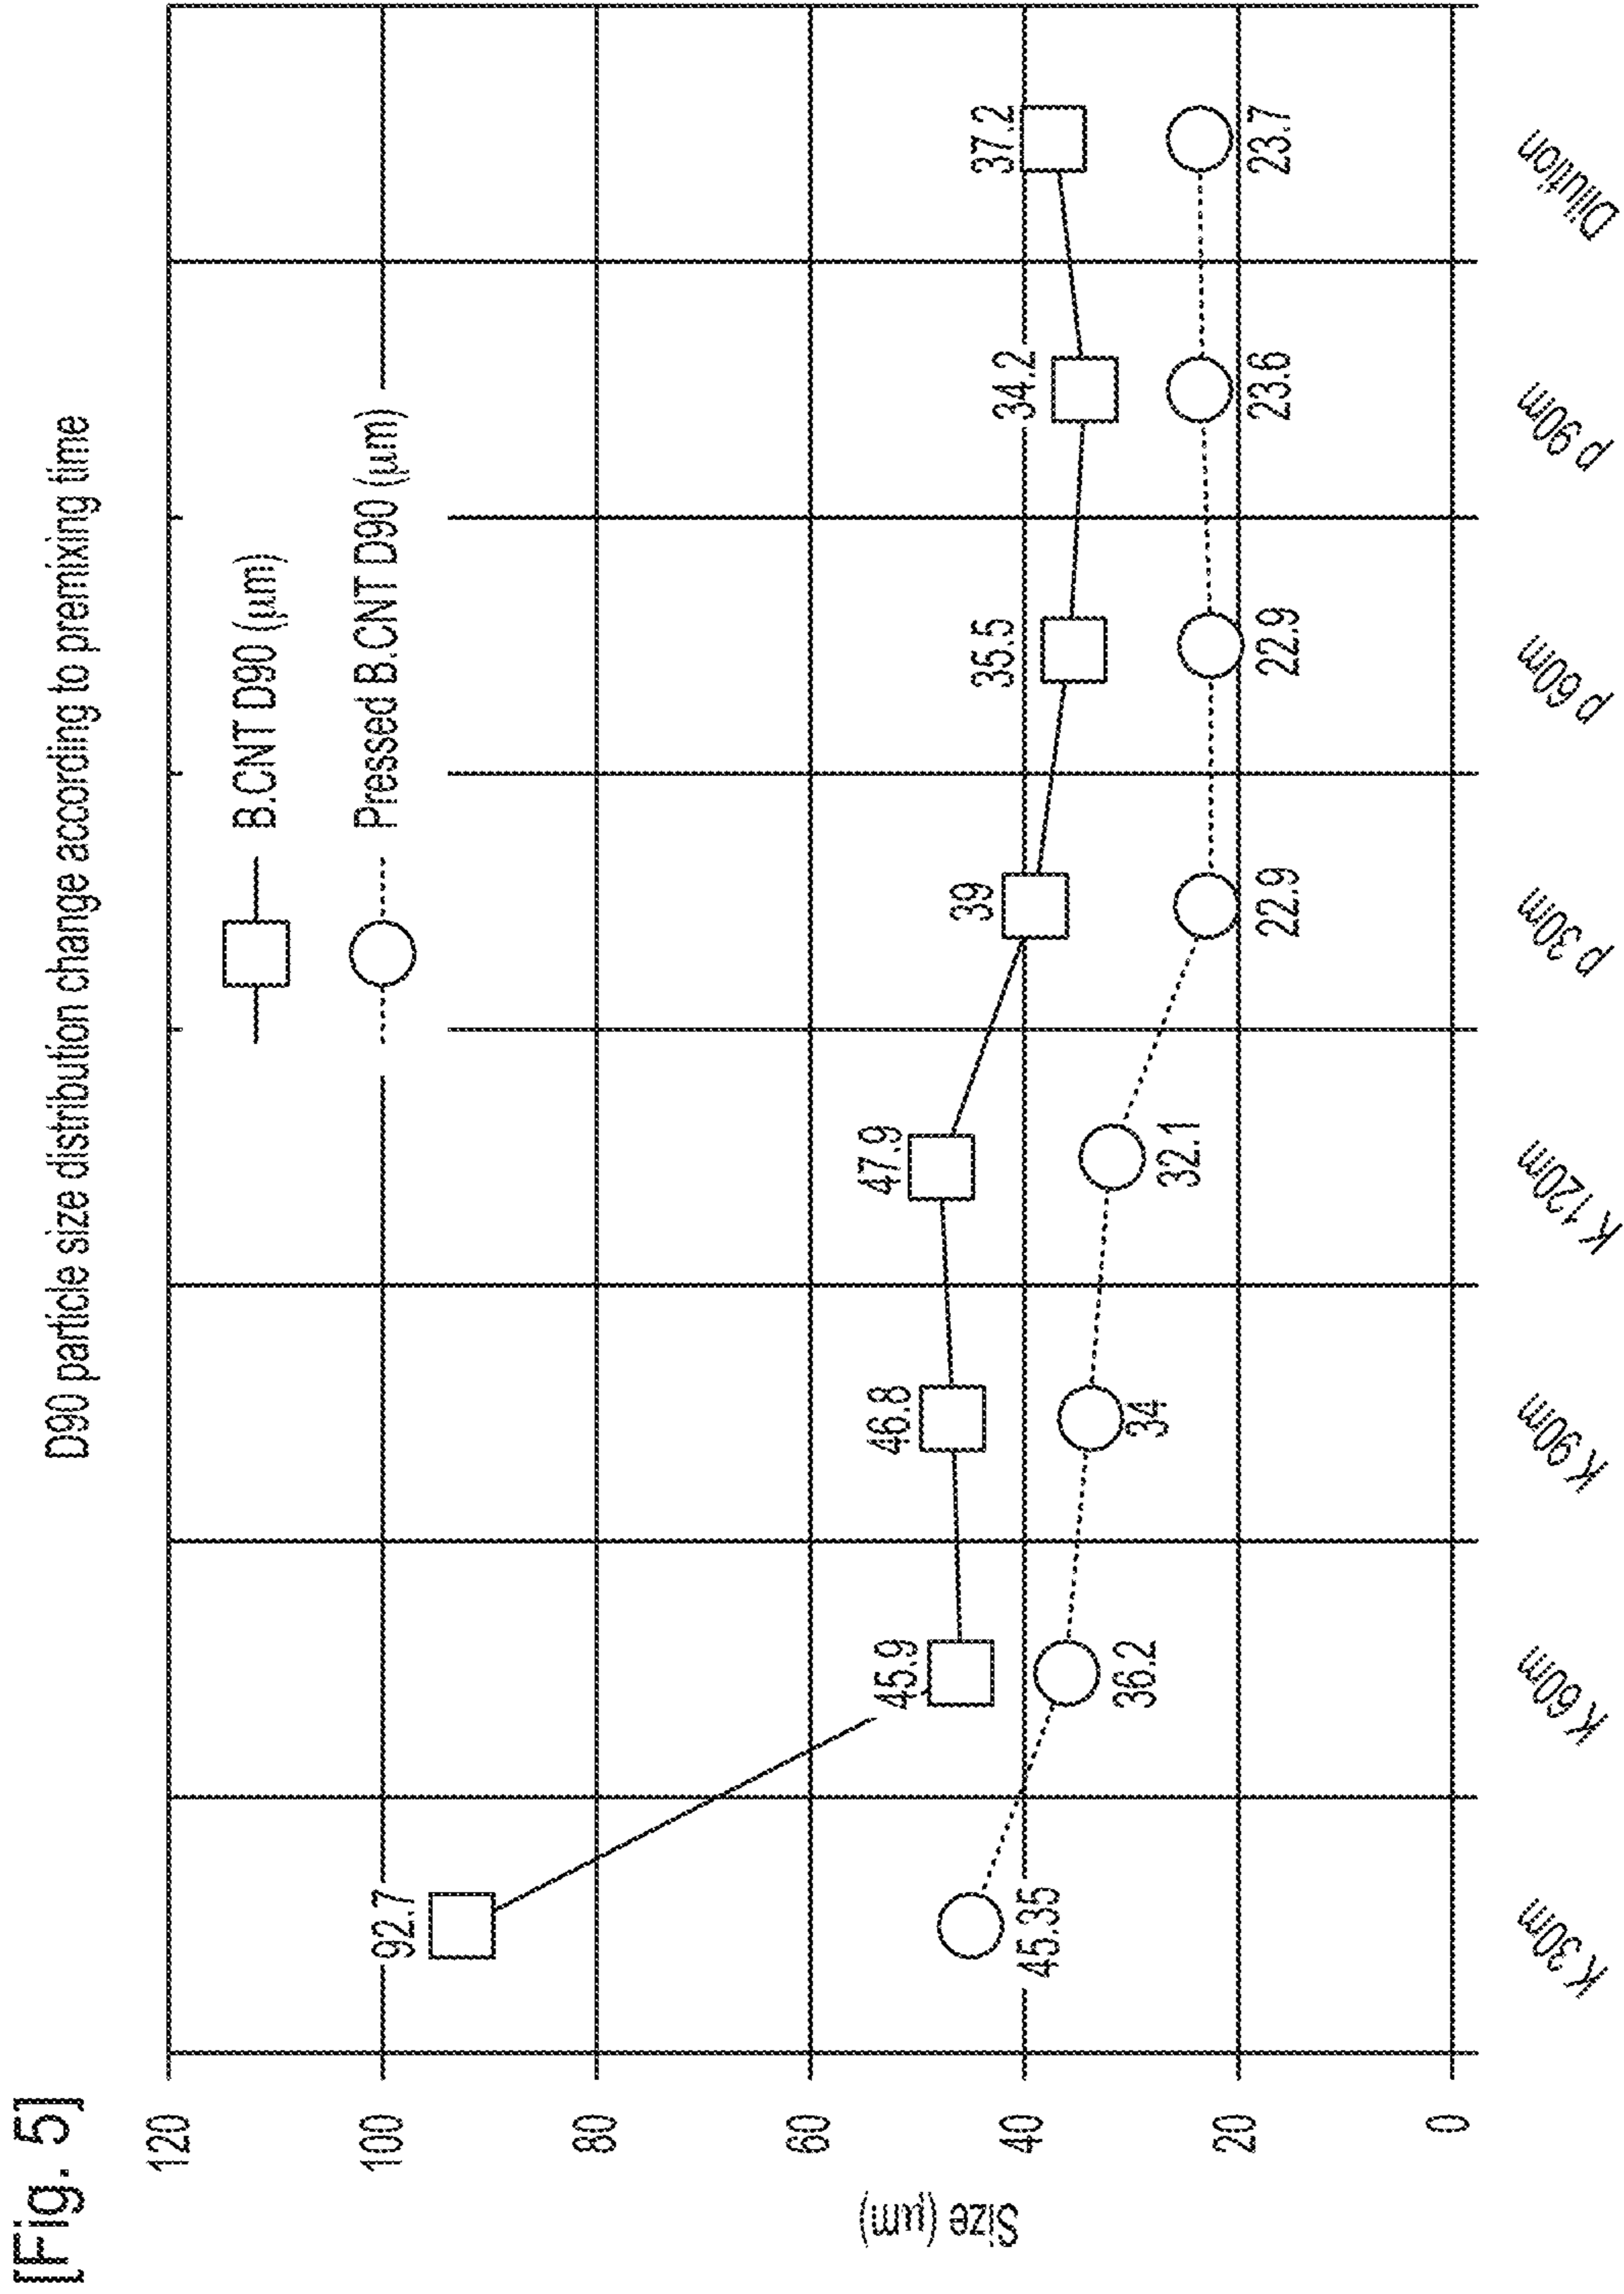 [Fig. 5]
D90 particle size distribution change according to premixing time
B.CNT D90 (μm)
Pressed B.CNT D90 (μm)
Size (μm)
120
100
80
60
40
20
0
92.7
45.9
46.8
47.9
39
35.5
34.2
37.2
45.35
36.2
34
32.1
22.9
22.9
23.6
23.7
K 30m
K 60m
K 90m
K 120m
p 30m
p 60m
p 90m
Dilution